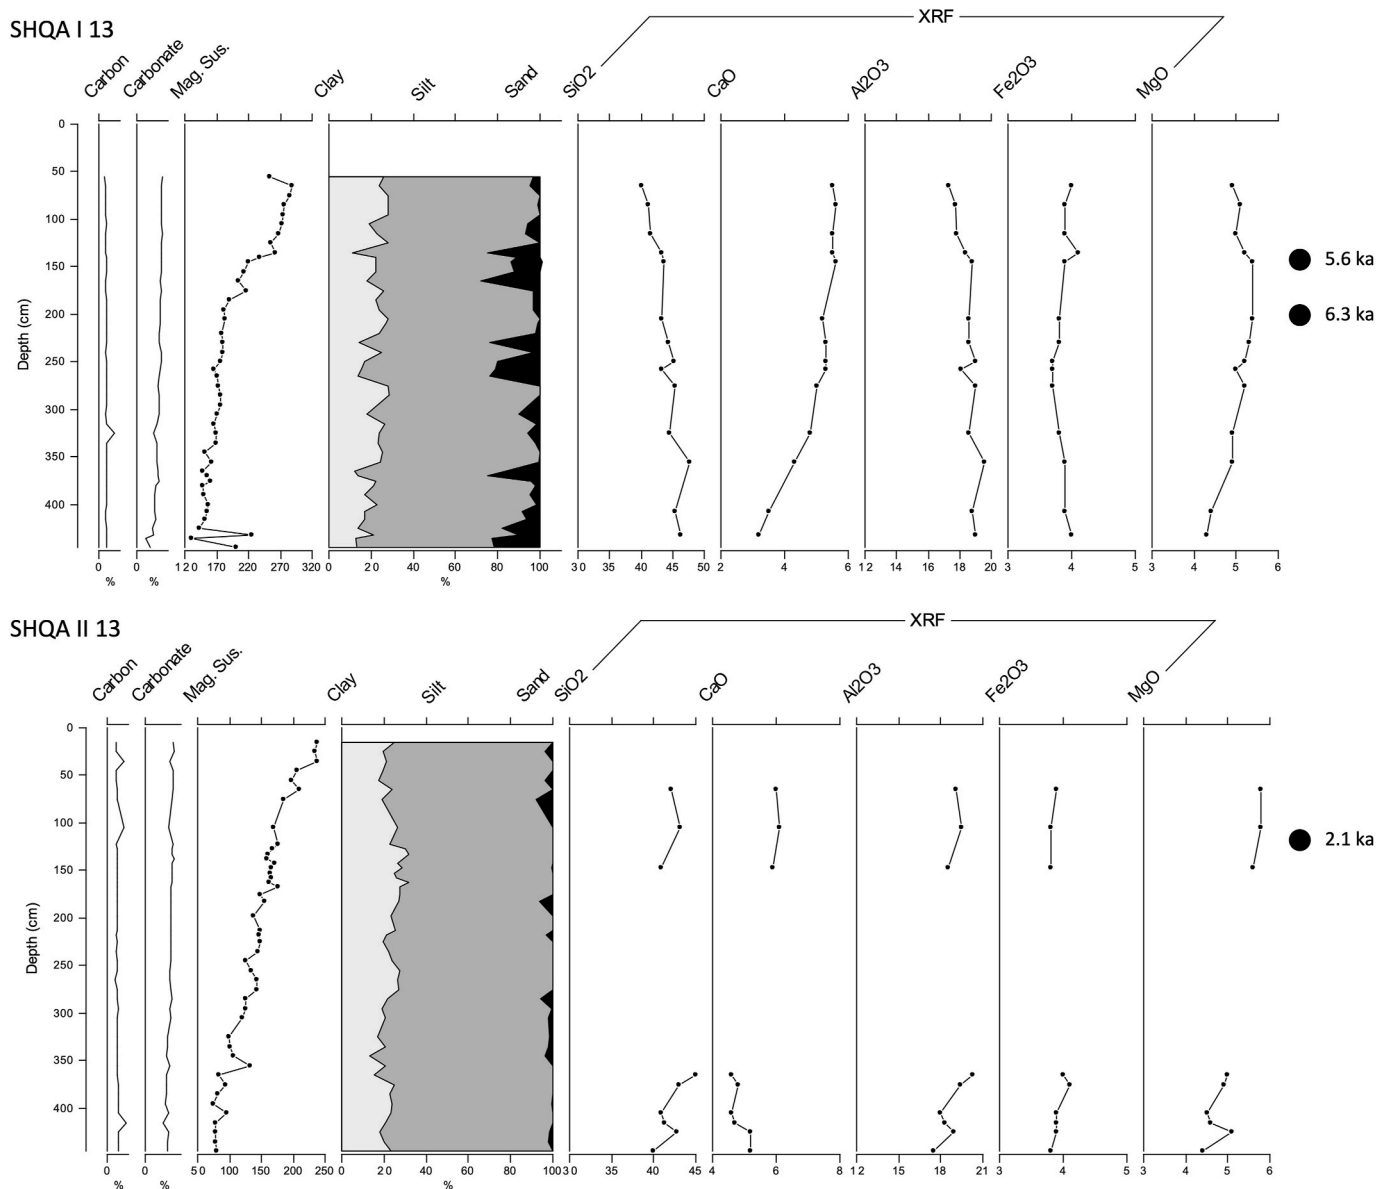 SHQA I 13
XRF
Carbon Carbonate Mag. Sus. Clay Silt Sand SiO2 CaO Al2O3 Fe2O3 MgO
Depth (cm)
0
50
100
150
200
250
300
350
400
5.6 ka
6.3 ka
0 0 120 170 220 270 320 0 20 40 60 80 100 30 35 40 45 50 2 4 6 12 14 16 18 20 3 4 5 3 4 5 6
% % %
SHQA II 13
XRF
Carbon Carbonate Mag. Sus. Clay Silt Sand SiO2 CaO Al2O3 Fe2O3 MgO
Depth (cm)
0
50
100
150
200
250
300
350
400
2.1 ka
0 0 50 100 150 200 250 0 20 40 60 80 100 30 35 40 45 4 6 8 12 15 18 21 3 4 5 3 4 5 6
% % %